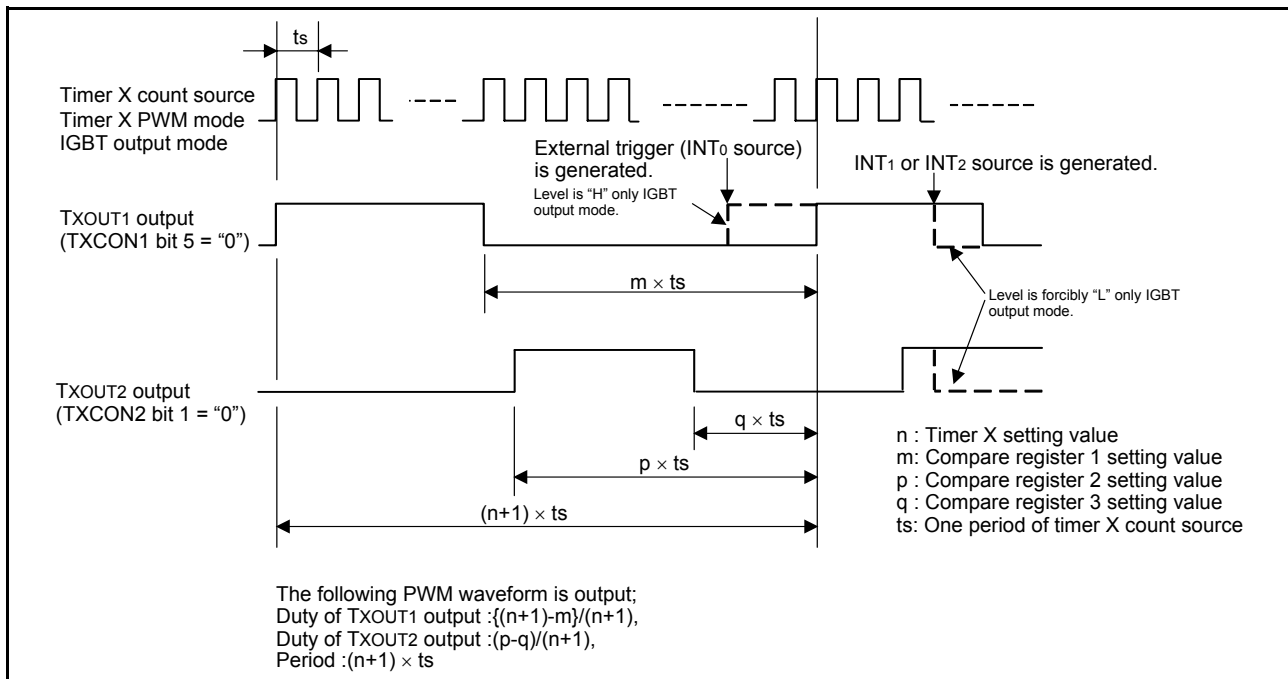 ts
Timer X count source
Timer X PWM mode
IGBT output mode
External trigger (INT0 source)
is generated.
Level is “H” only IGBT
output mode.
INT1 or INT2 source is generated.
TXOUT1 output
(TXCON1 bit 5 = “0”)
m × ts
Level is forcibly “L” only IGBT
output mode.
TXOUT2 output
(TXCON2 bit 1 = “0”)
q × ts
p × ts
(n+1) × ts
n : Timer X setting value
m: Compare register 1 setting value
p : Compare register 2 setting value
q : Compare register 3 setting value
ts: One period of timer X count source
The following PWM waveform is output;
Duty of TXOUT1 output :{(n+1)-m}/(n+1),
Duty of TXOUT2 output :(p-q)/(n+1),
Period :(n+1) × ts